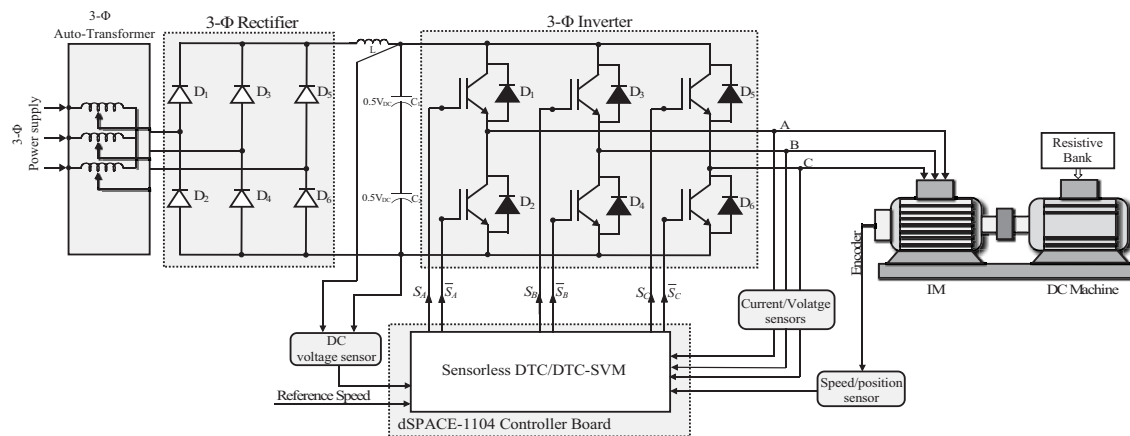 3-Φ
Auto-Transformer
3-Φ Rectifier
3-Φ Inverter
L
D1
D3
D5
D1
D3
D5
0.5VDC
C1
A
B
C
3-Φ
Power supply
Resistive
Bank
D2
D4
D6
0.5VDC
C2
D2
D4
D6
Encoder
IM
DC Machine
SA
S̅A
SB
S̅B
SC
S̅C
Current/Volatge
sensors
DC
voltage sensor
Sensorless DTC/DTC-SVM
Speed/position
sensor
Reference Speed
dSPACE-1104 Controller Board